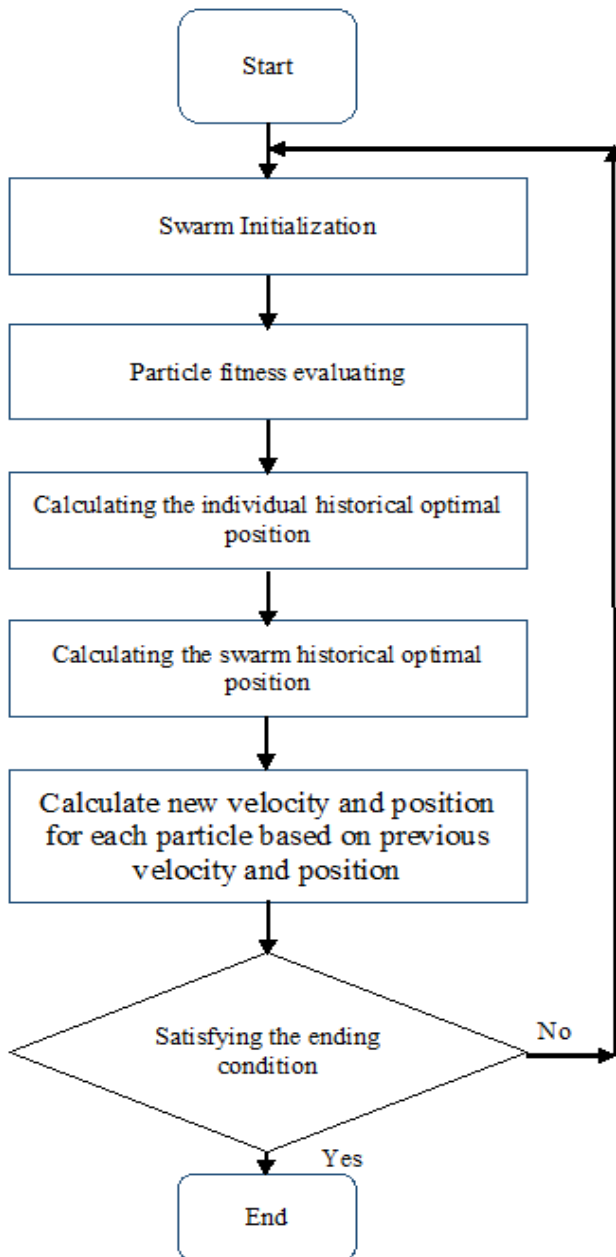 Start
Swarm Initialization
Particle fitness evaluating
Calculating the individual historical optimal
position
Calculating the swarm historical optimal
position
Calculate new velocity and position
for each particle based on previous
velocity and position
Satisfying the ending
condition
No
Yes
End